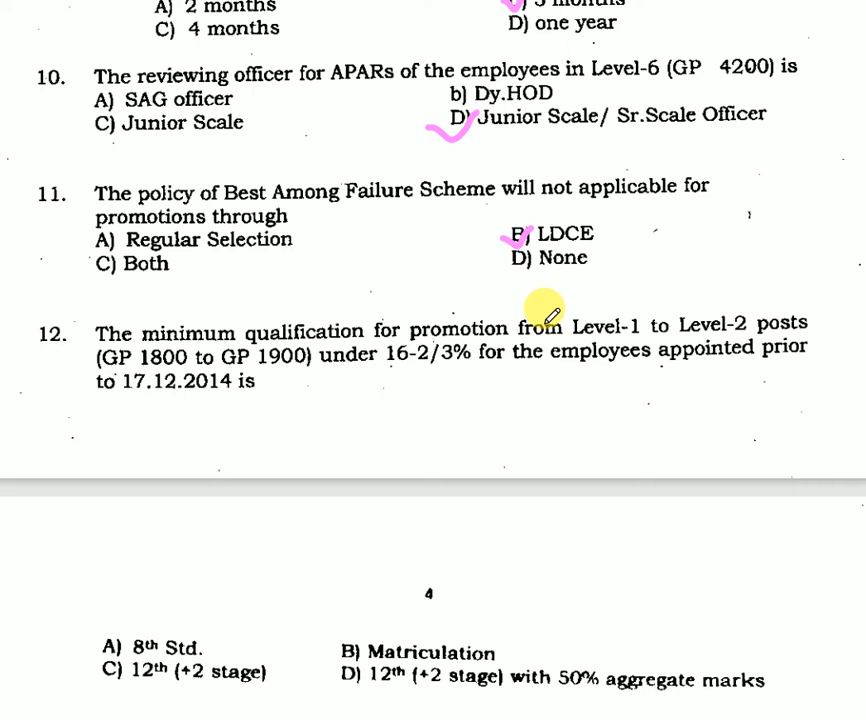 A) 2 months
C) 4 months
D) one year
10. The reviewing officer for APARs of the employees in Level-6 (GP 4200) is
A) SAG officer b) Dy.HOD
C) Junior Scale D) Junior Scale/ Sr.Scale Officer
11. The policy of Best Among Failure Scheme will not applicable for
promotions through
A) Regular Selection B) LDCE
C) Both D) None
12. The minimum qualification for promotion from Level-1 to Level-2 posts
(GP 1800 to GP 1900) under 16-2/3% for the employees appointed prior
to 17.12.2014 is
4
A) 8th Std. B) Matriculation
C) 12th (+2 stage) D) 12th (+2 stage) with 50% aggregate marks